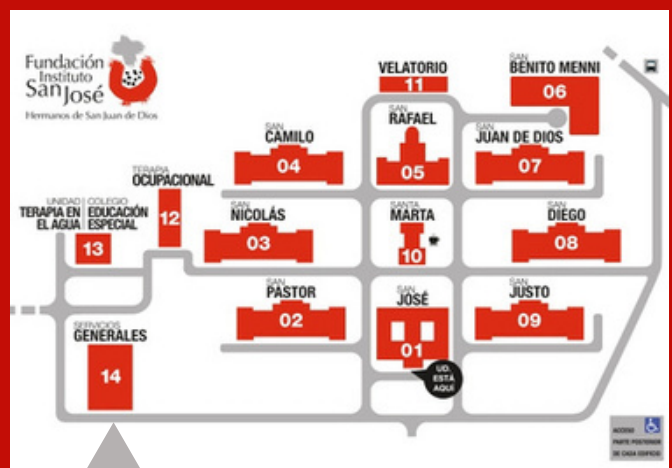 Fundación
Instituto
San José
Hermanos de San Juan de Dios
VELATORIO
11
SAN
BENITO MENNI
06
SAN
CAMILO
04
SAN
RAFAEL
05
SAN
JUAN DE DIOS
07
TERAPIA
OCUPACIONAL
12
UNIDAD
TERAPIA EN
EL AGUA
COLEGIO
EDUCACIÓN
ESPECIAL
13
SAN
NICOLÁS
03
SANTA
MARTA
10
SAN
DIEGO
08
SAN
PASTOR
02
SAN
JOSÉ
01
SAN
JUSTO
09
UD.
ESTÁ
AQUÍ
SERVICIOS
GENERALES
14
ACCESO
PARTE POSTERIOR
DE CADA EDIFICIO